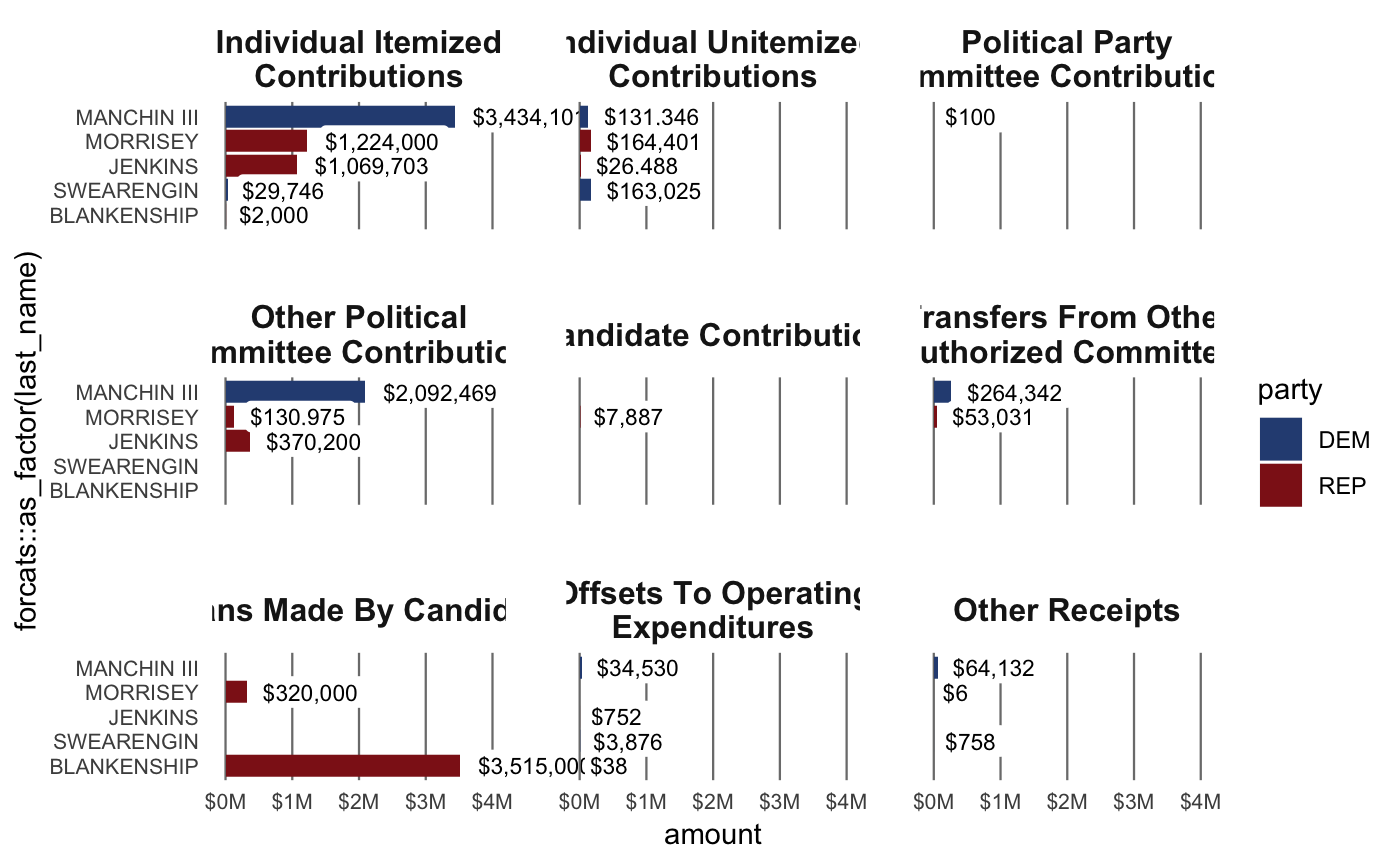 Individual Itemized
Contributions
ndividual Unitemize
Contributions
Political Party
mmittee Contributio
MANCHIN III
$3,434,101
$131.346
$100
MORRISEY
$1,224,000
$164,401
JENKINS
$1,069,703
$26.488
SWEARENGIN
$29,746
$163,025
BLANKENSHIP
$2,000
Other Political
mmittee Contributio
andidate Contributio
ransfers From Othe
uthorized Committe
MANCHIN III
$2,092,469
$264,342
MORRISEY
$130.975
$7,887
$53,031
JENKINS
$370,200
SWEARENGIN
BLANKENSHIP
party
DEM
REP
forcats::as_factor(last_name)
ans Made By Candid
Offsets To Operating
Expenditures
Other Receipts
MANCHIN III
$34,530
$64,132
MORRISEY
$320,000
$6
JENKINS
$752
SWEARENGIN
$3,876
$758
BLANKENSHIP
$3,515,000
$38
$0M $1M $2M $3M $4M
$0M $1M $2M $3M $4M
$0M $1M $2M $3M $4M
amount